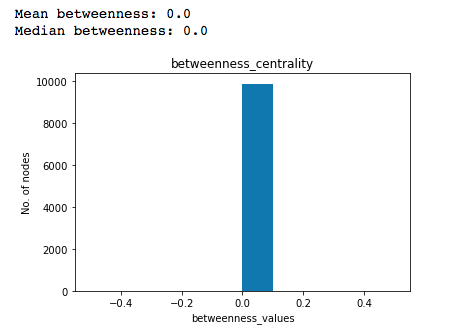 Mean betweenness: 0.0
Median betweenness: 0.0
betweenness_centrality
10000
8000
6000
4000
2000
0
No. of nodes
−0.4 −0.2 0.0 0.2 0.4
betweenness_values